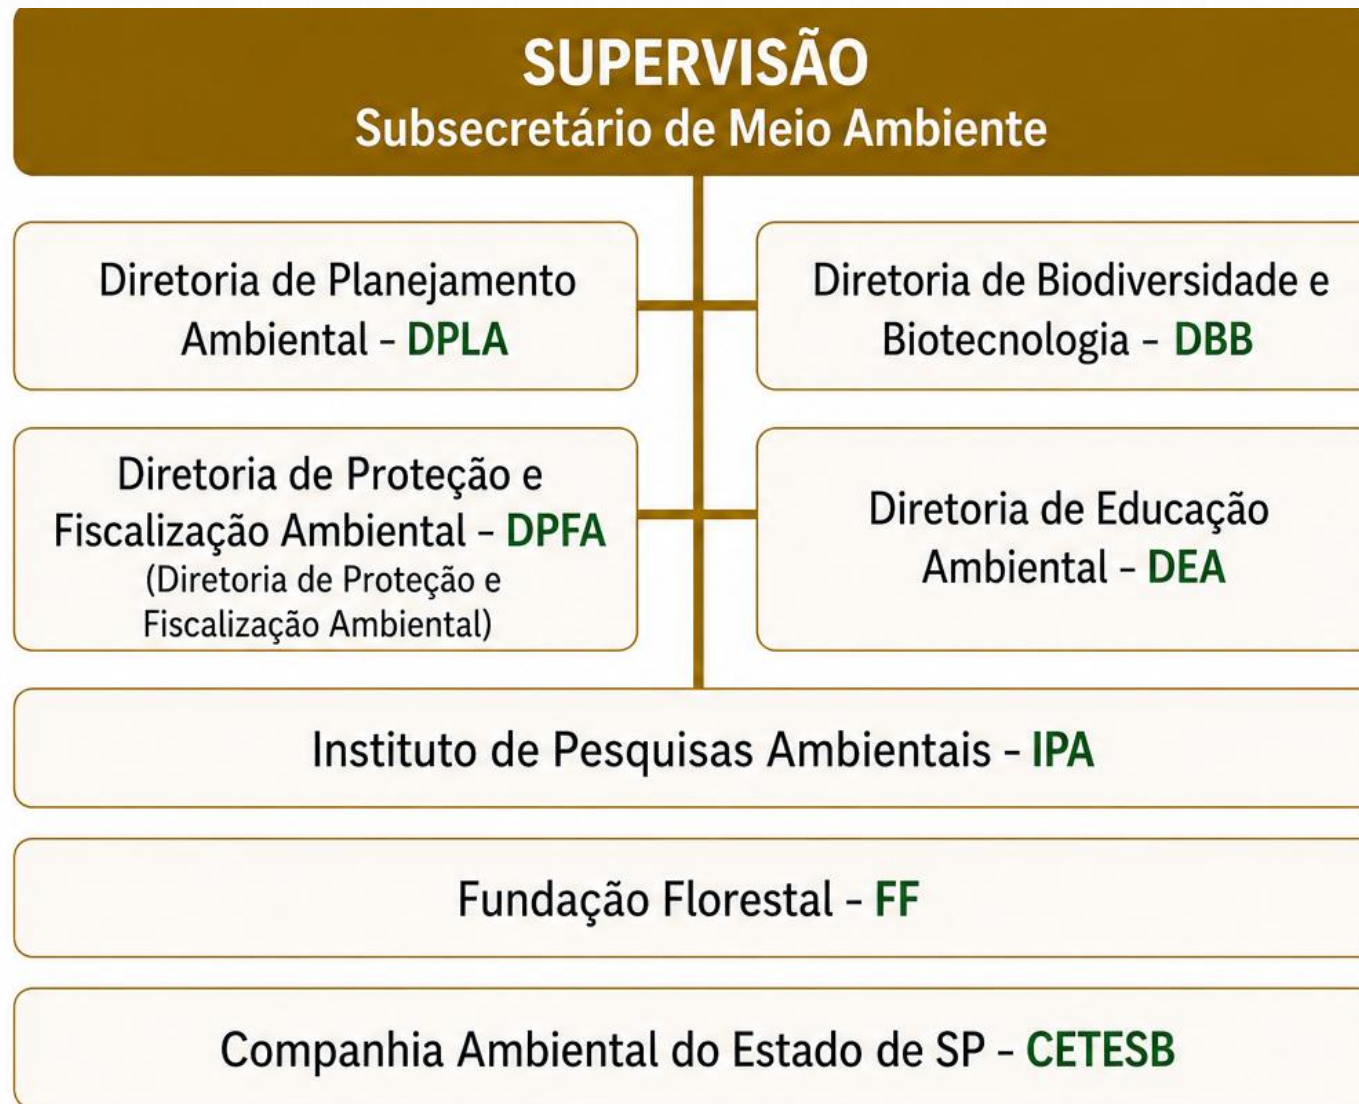 SUPERVISÃO
Subsecretário de Meio Ambiente
Diretoria de Planejamento
Ambiental - DPLA
Diretoria de Biodiversidade e
Biotecnologia - DBB
Diretoria de Proteção e
Fiscalização Ambiental - DPFA
(Diretoria de Proteção e
Fiscalização Ambiental)
Diretoria de Educação
Ambiental - DEA
Instituto de Pesquisas Ambientais - IPA
Fundação Florestal - FF
Companhia Ambiental do Estado de SP - CETESB